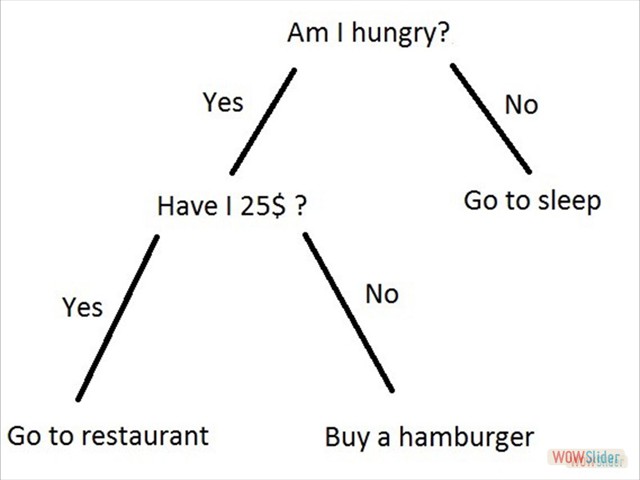 Am I hungry?
Yes
No
Have I 25$ ?
Go to sleep
Yes
No
Go to restaurant
Buy a hamburger
WOWSlider